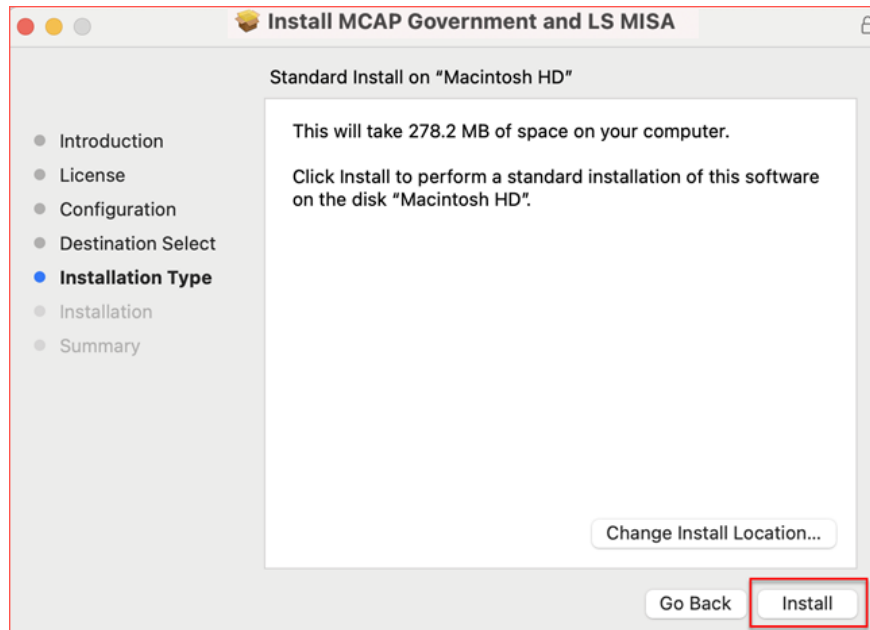 Install MCAP Government and LS MISA
Standard Install on “Macintosh HD”
Introduction
License
Configuration
Destination Select
Installation Type
Installation
Summary
This will take 278.2 MB of space on your computer.
Click Install to perform a standard installation of this software
on the disk “Macintosh HD”.
Change Install Location...
Go Back
Install